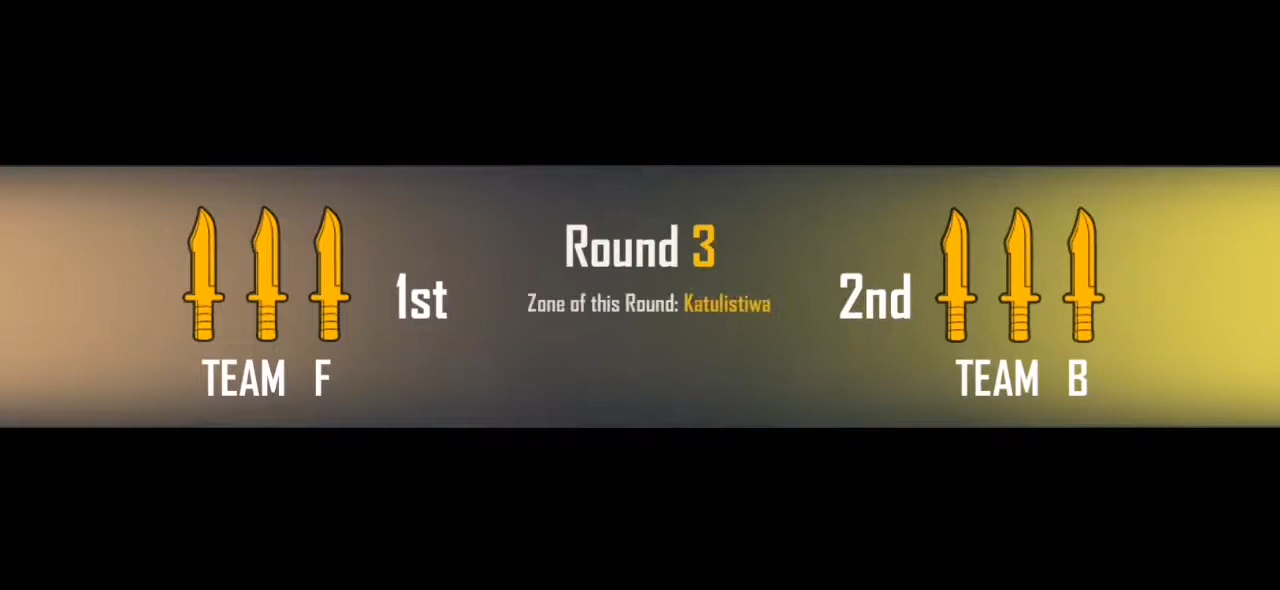 Round 3
Zone of this Round: Katulistiwa
1st
2nd
TEAM F
TEAM B